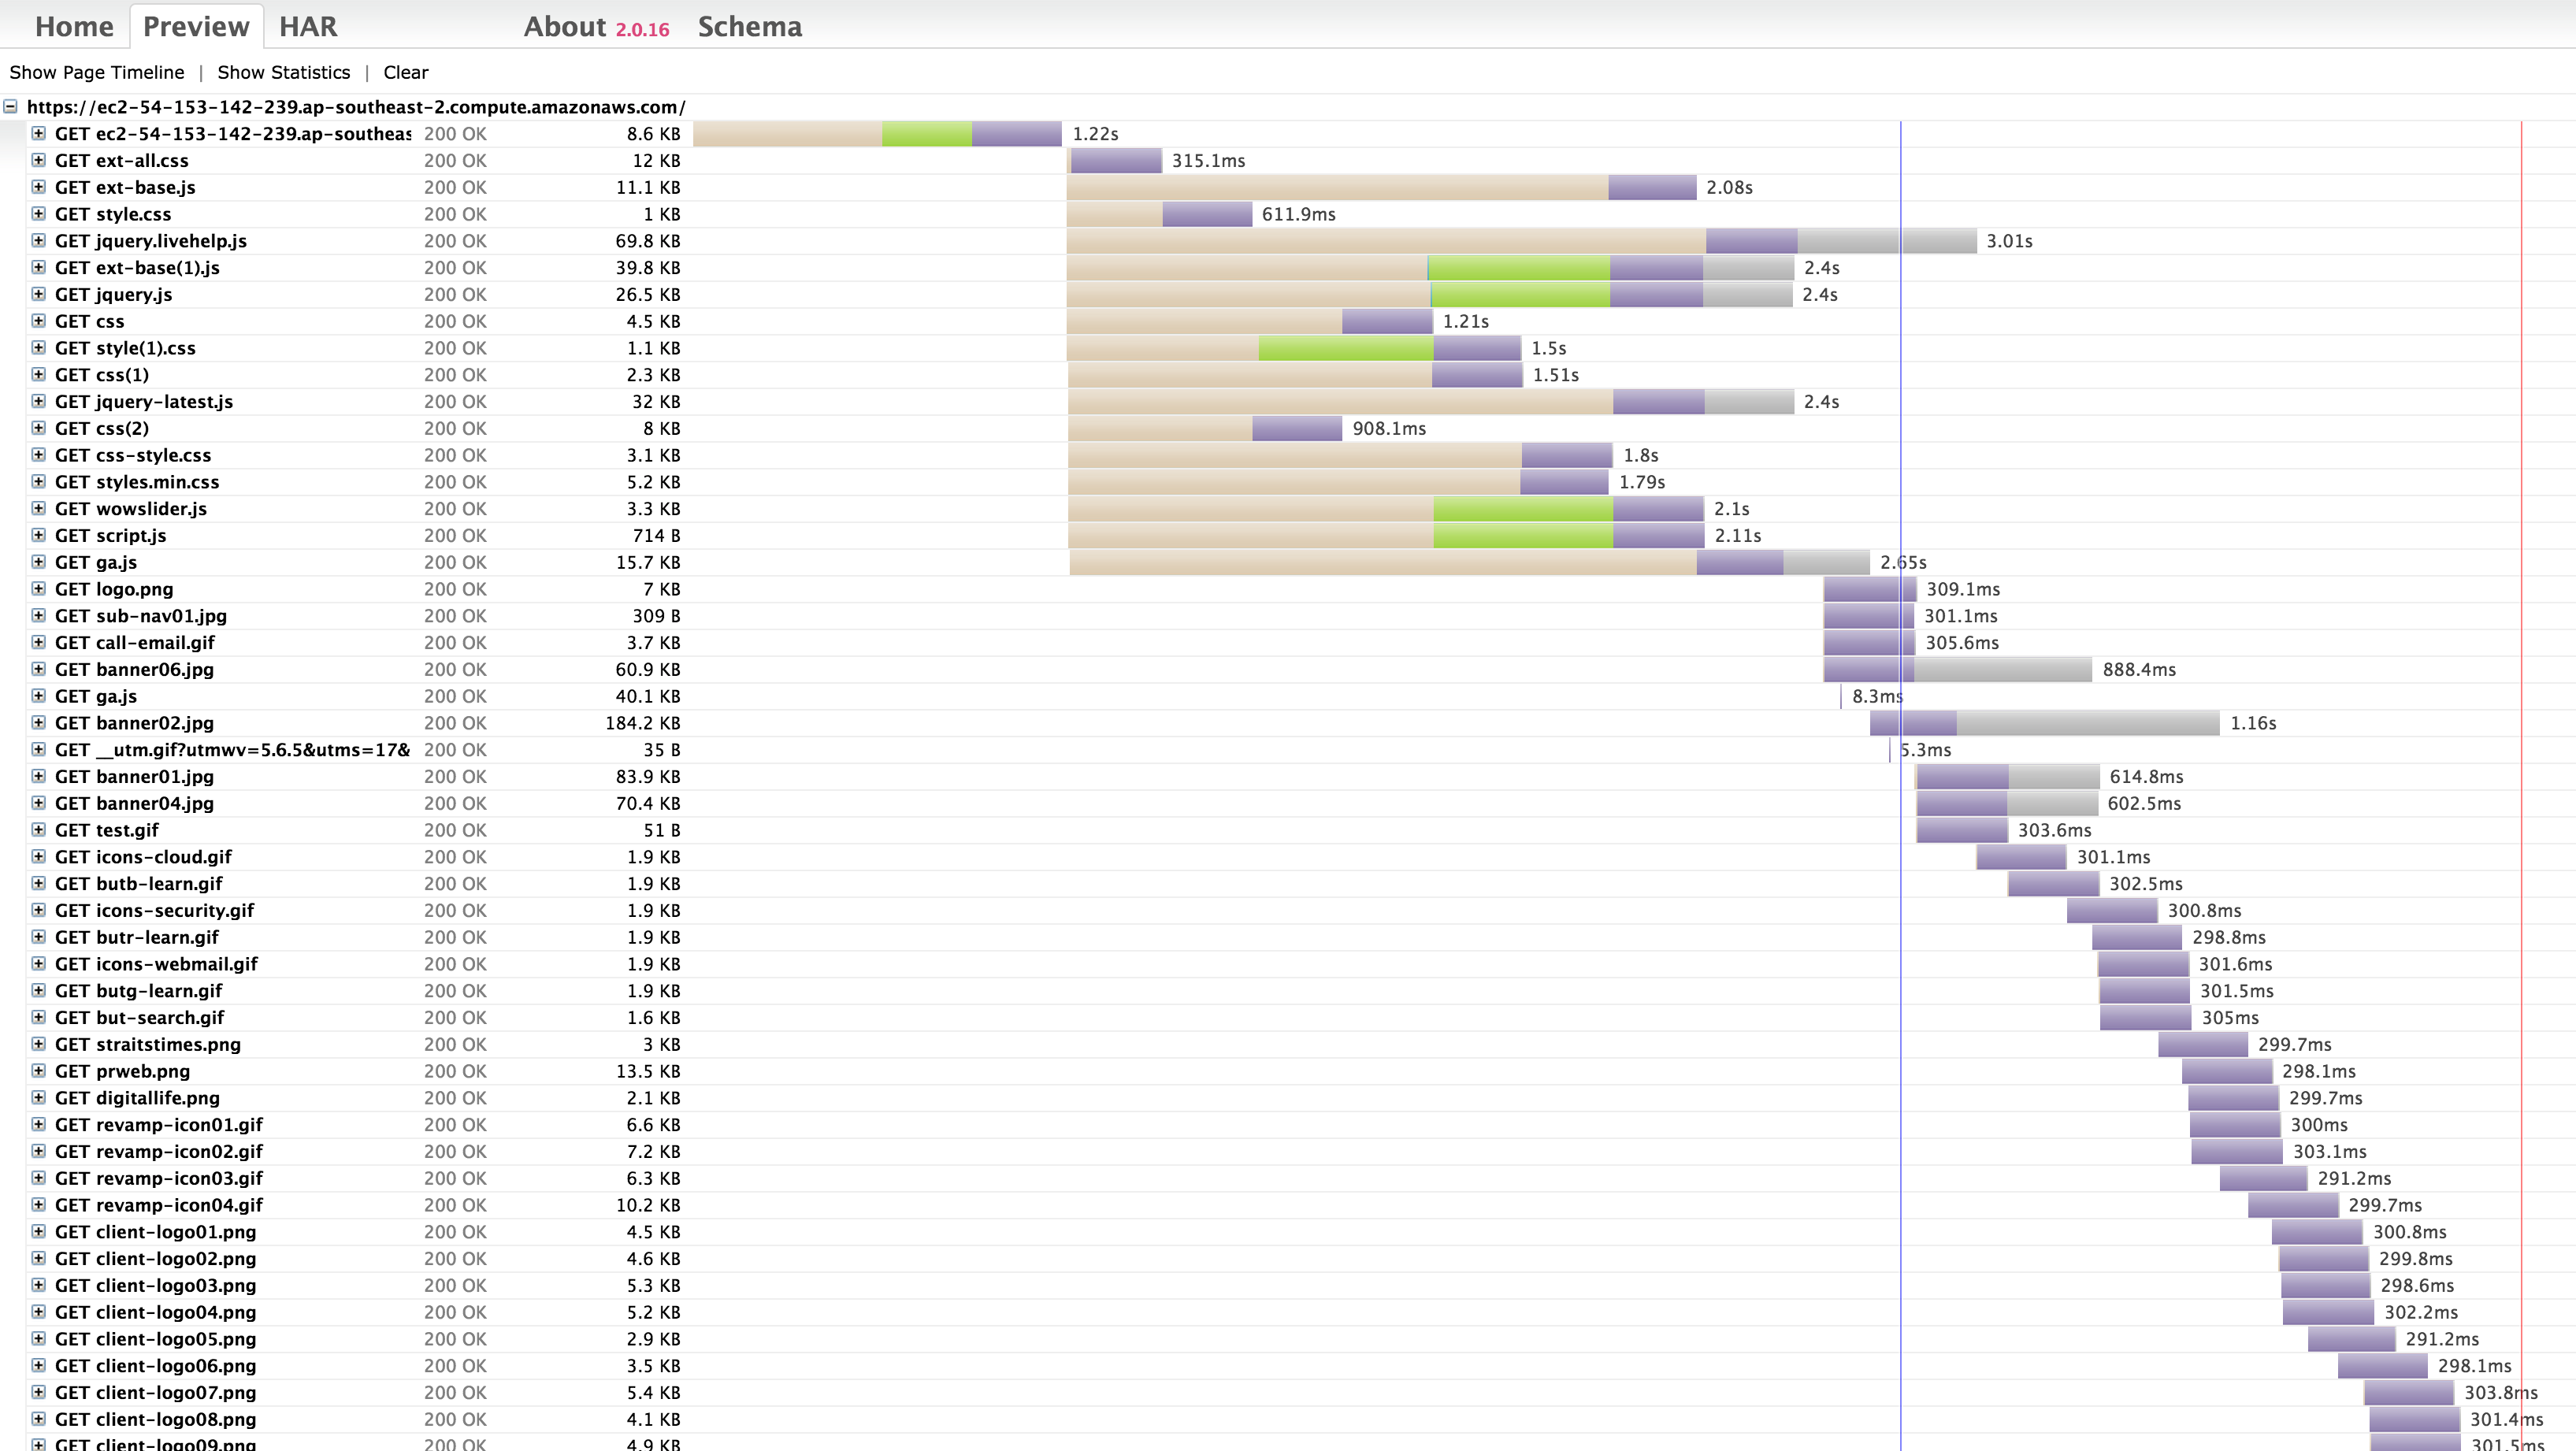 Home Preview HAR About 2.0.16 Schema
Show Page Timeline | Show Statistics | Clear
https://ec2-54-153-142-239.ap-southeast-2.compute.amazonaws.com/
GET ec2-54-153-142-239.ap-southeas 200 OK 8.6 KB 1.22s
GET ext-all.css 200 OK 12 KB 315.1ms
GET ext-base.js 200 OK 11.1 KB 2.08s
GET style.css 200 OK 1 KB 611.9ms
GET jquery.livehelp.js 200 OK 69.8 KB 3.01s
GET ext-base(1).js 200 OK 39.8 KB 2.4s
GET jquery.js 200 OK 26.5 KB 2.4s
GET css 200 OK 4.5 KB 1.21s
GET style(1).css 200 OK 1.1 KB 1.5s
GET css(1) 200 OK 2.3 KB 1.51s
GET jquery-latest.js 200 OK 32 KB 2.4s
GET css(2) 200 OK 8 KB 908.1ms
GET css-style.css 200 OK 3.1 KB 1.8s
GET styles.min.css 200 OK 5.2 KB 1.79s
GET wowslider.js 200 OK 3.3 KB 2.1s
GET script.js 200 OK 714 B 2.11s
GET ga.js 200 OK 15.7 KB 2.65s
GET logo.png 200 OK 7 KB 309.1ms
GET sub-nav01.jpg 200 OK 309 B 301.1ms
GET call-email.gif 200 OK 3.7 KB 305.6ms
GET banner06.jpg 200 OK 60.9 KB 888.4ms
GET ga.js 200 OK 40.1 KB 8.3ms
GET banner02.jpg 200 OK 184.2 KB 1.16s
GET __utm.gif?utmwv=5.6.5&utms=17& 200 OK 35 B 5.3ms
GET banner01.jpg 200 OK 83.9 KB 614.8ms
GET banner04.jpg 200 OK 70.4 KB 602.5ms
GET test.gif 200 OK 51 B 303.6ms
GET icons-cloud.gif 200 OK 1.9 KB 301.1ms
GET butb-learn.gif 200 OK 1.9 KB 302.5ms
GET icons-security.gif 200 OK 1.9 KB 300.8ms
GET butr-learn.gif 200 OK 1.9 KB 298.8ms
GET icons-webmail.gif 200 OK 1.9 KB 301.6ms
GET butg-learn.gif 200 OK 1.9 KB 301.5ms
GET but-search.gif 200 OK 1.6 KB 305ms
GET straitstimes.png 200 OK 3 KB 299.7ms
GET prweb.png 200 OK 13.5 KB 298.1ms
GET digitallife.png 200 OK 2.1 KB 299.7ms
GET revamp-icon01.gif 200 OK 6.6 KB 300ms
GET revamp-icon02.gif 200 OK 7.2 KB 303.1ms
GET revamp-icon03.gif 200 OK 6.3 KB 291.2ms
GET revamp-icon04.gif 200 OK 10.2 KB 299.7ms
GET client-logo01.png 200 OK 4.5 KB 300.8ms
GET client-logo02.png 200 OK 4.6 KB 299.8ms
GET client-logo03.png 200 OK 5.3 KB 298.6ms
GET client-logo04.png 200 OK 5.2 KB 302.2ms
GET client-logo05.png 200 OK 2.9 KB 291.2ms
GET client-logo06.png 200 OK 3.5 KB 298.1ms
GET client-logo07.png 200 OK 5.4 KB 303.8ms
GET client-logo08.png 200 OK 4.1 KB 301.4ms
GET client-logo09.png 200 OK 4.9 KB 301.5ms